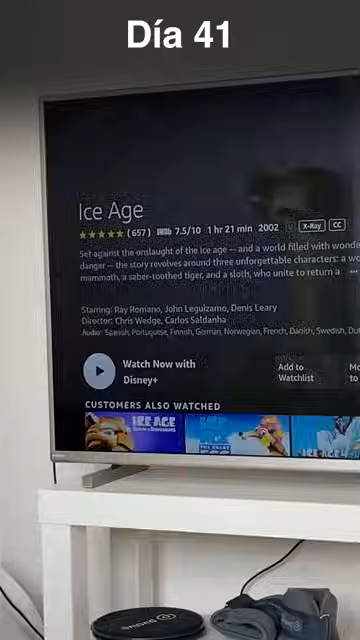 Día 41
Ice Age
(657) IMDb 7.5/10 1 hr 21 min 2002 X-Ray CC
Set against the onslaught of the ice age -- and a world filled with
danger -- the story revolves around three unforgettable characters: a
mammoth, a saber-toothed tiger, and a sloth, who unite to return a ...
Starring: Ray Romano, John Leguizamo, Denis Leary
Director: Chris Wedge, Carlos Saldanha
Audio: Spanish, Portuguese, Finnish, German, Norwegian, French, Danish, Swedish,
Watch Now with
Disney+
Add to
Watchlist
to
CUSTOMERS ALSO WATCHED
ICE AGE
ICE AGE